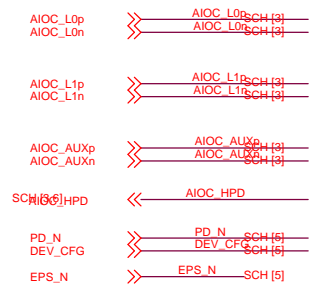 AIOC_L0p AIOC_L0p SCH [3]
AIOC_L0n AIOC_L0n SCH [3]
AIOC_L1p AIOC_L1p SCH [3]
AIOC_L1n AIOC_L1n SCH [3]
AIOC_AUXp AIOC_AUXp SCH [3]
AIOC_AUXn AIOC_AUXn SCH [3]
SCH [3,6] AIOC_HPD AIOC_HPD
PD_N PD_N SCH [5]
DEV_CFG DEV_CFG SCH [5]
EPS_N EPS_N SCH [5]